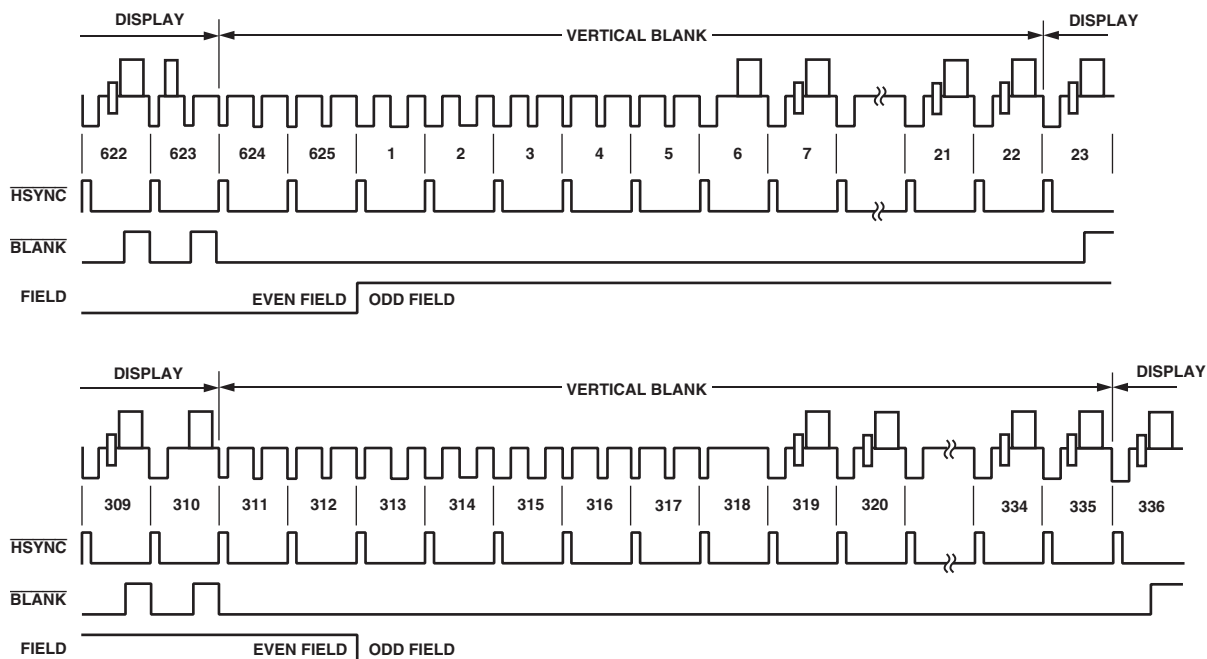 DISPLAY VERTICAL BLANK DISPLAY
622 623 624 625 1 2 3 4 5 6 7 21 22 23
HSYNC
BLANK
FIELD EVEN FIELD ODD FIELD
DISPLAY VERTICAL BLANK DISPLAY
309 310 311 312 313 314 315 316 317 318 319 320 334 335 336
HSYNC
BLANK
FIELD EVEN FIELD ODD FIELD